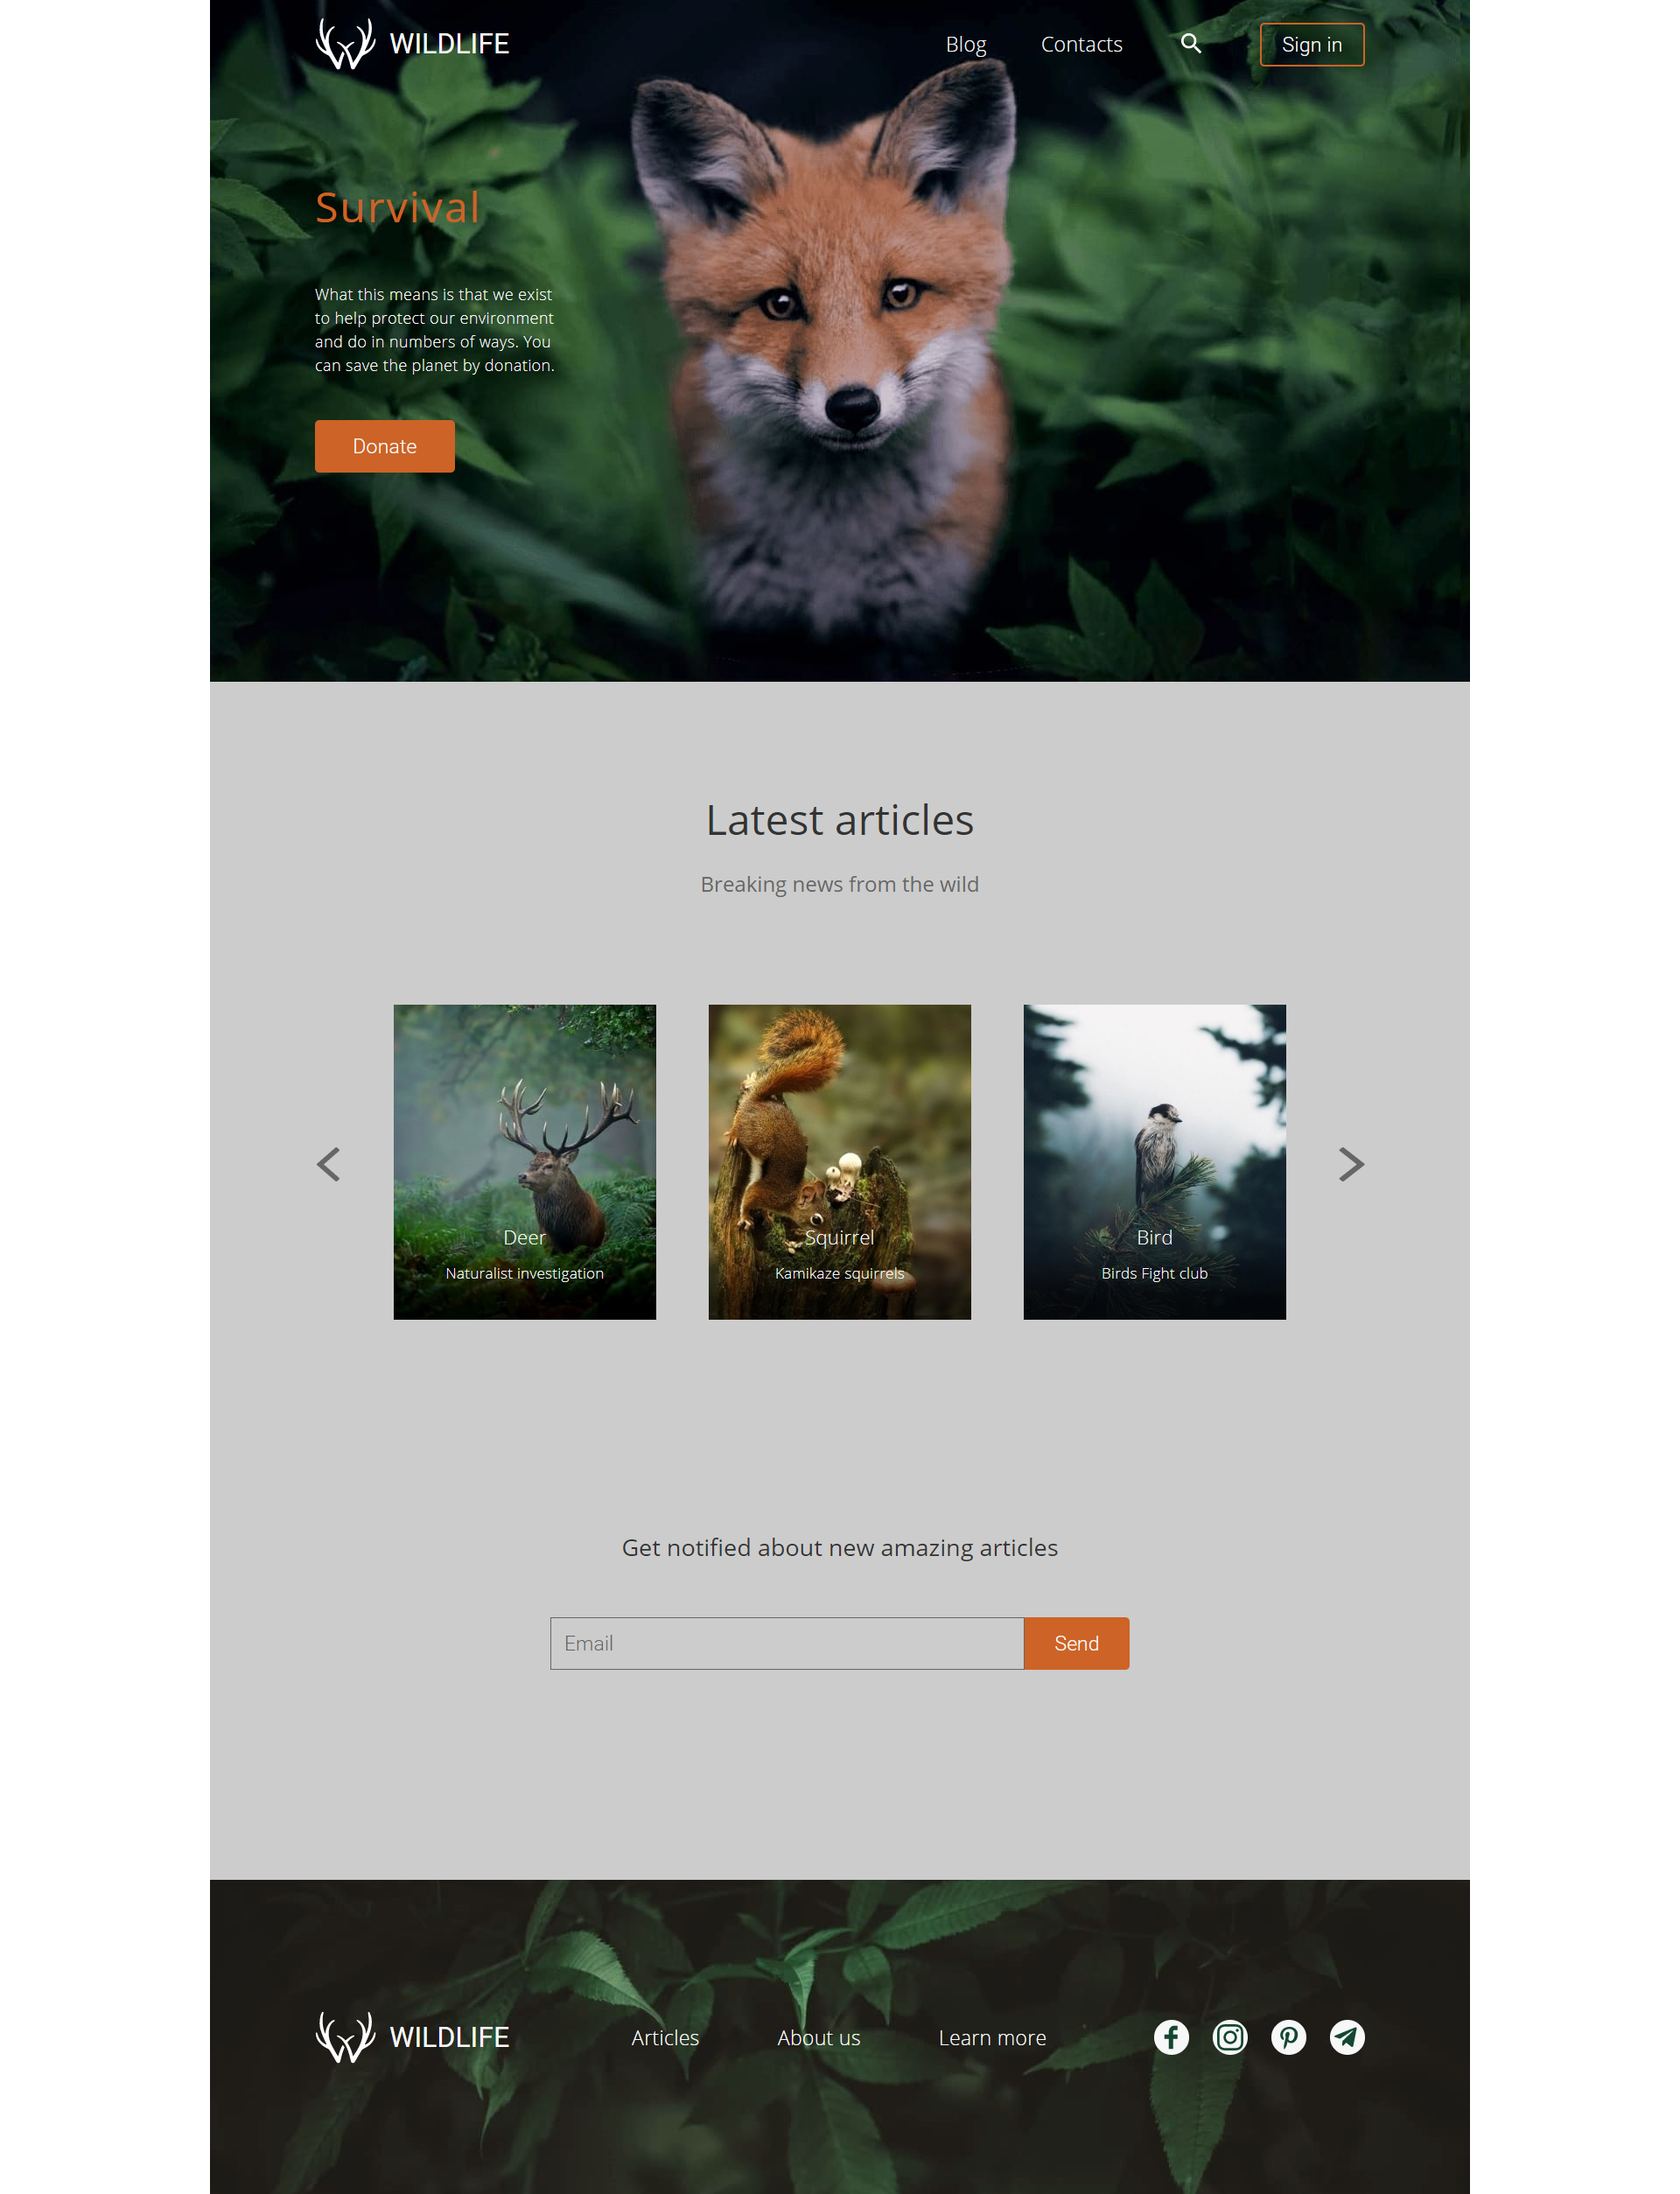 WILDLIFE
Blog
Contacts
Sign in
Survival
What this means is that we exist
to help protect our environment
and do in numbers of ways. You
can save the planet by donation.
Donate
Latest articles
Breaking news from the wild
Deer
Naturalist investigation
Squirrel
Kamikaze squirrels
Bird
Birds Fight club
Get notified about new amazing articles
Email
Send
WILDLIFE
Articles
About us
Learn more